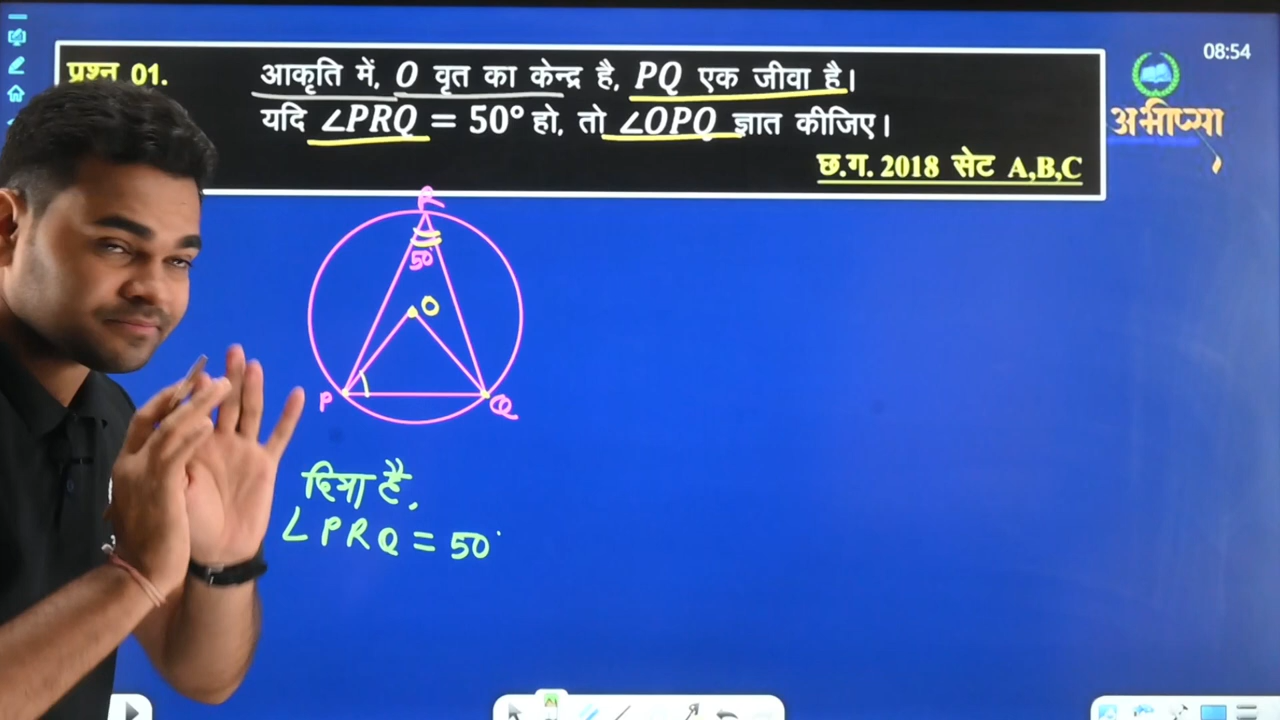 08:54
प्रश्न 01.
आकृति में, O वृत का केन्द्र है, PQ एक जीवा है।
यदि ∠PRQ = 50° हो, तो ∠OPQ ज्ञात कीजिए।
छ.ग. 2018 सेट A,B,C
अभीप्सा
R
50°
O
P
Q
दिया है,
∠PRQ = 50°